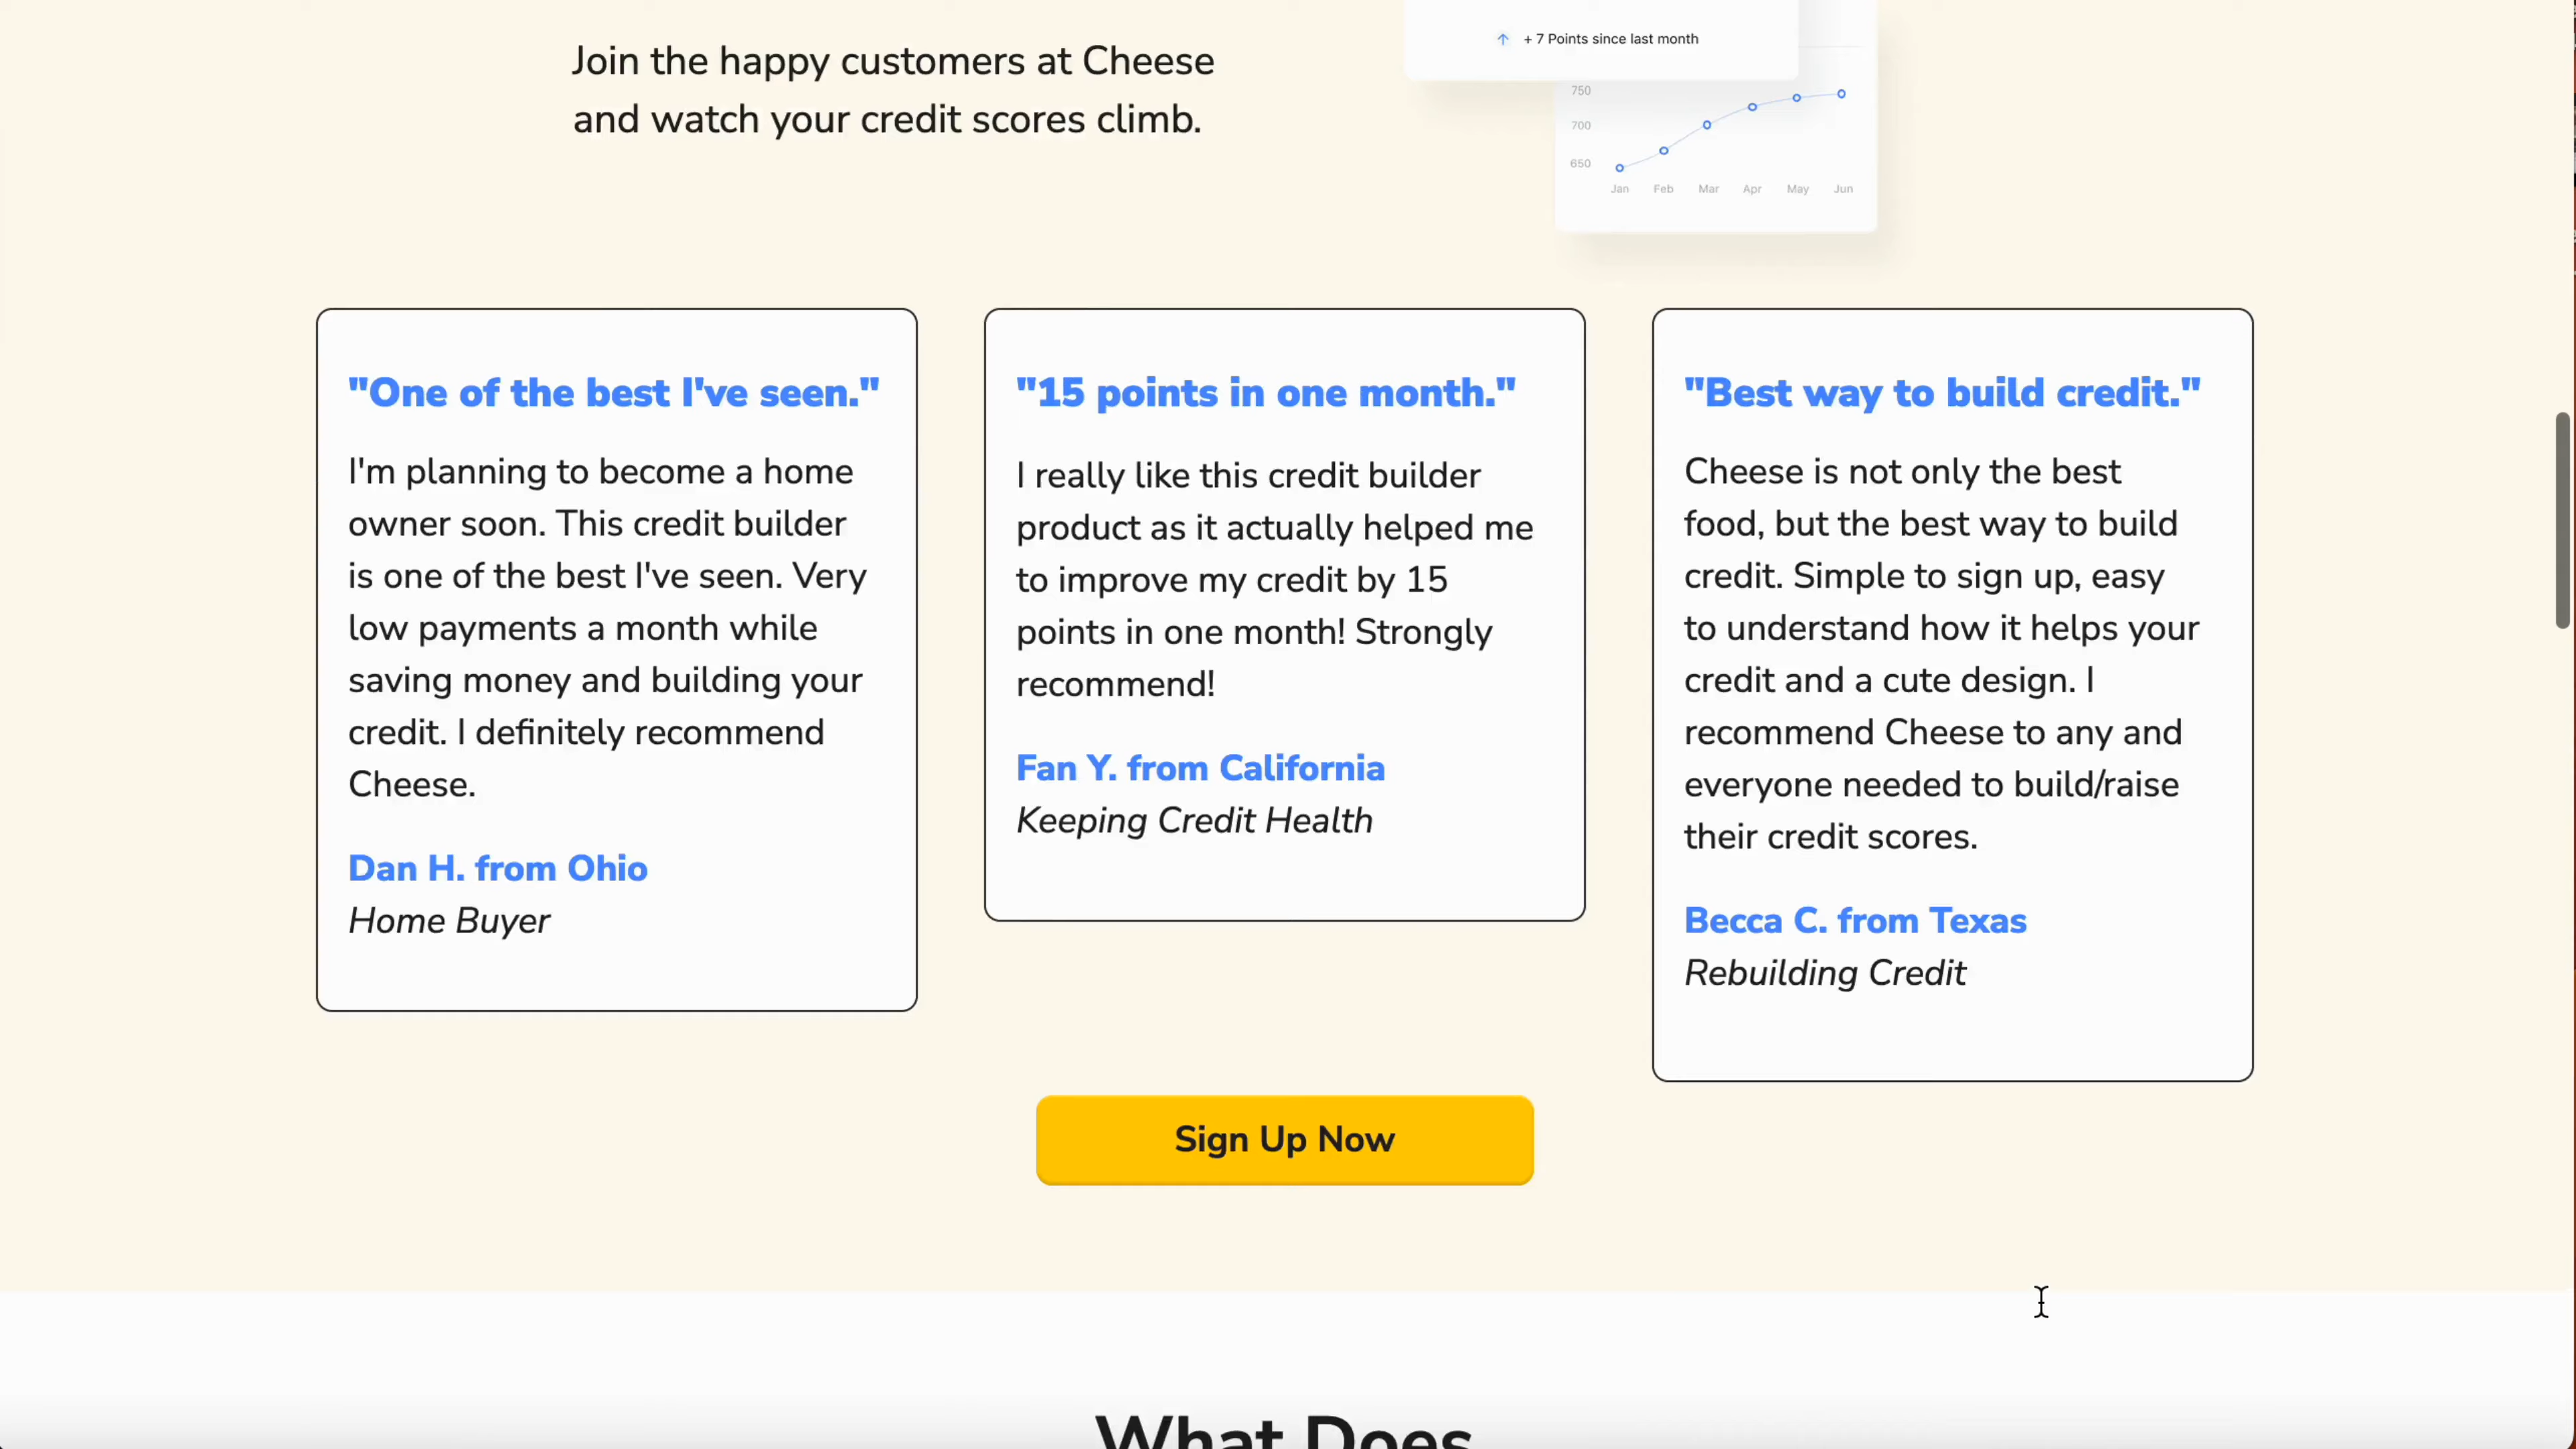 Join the happy customers at Cheese
and watch your credit scores climb.
+ 7 Points since last month
750
700
650
Jan Feb Mar Apr May Jun
"One of the best I've seen."
I'm planning to become a home
owner soon. This credit builder
is one of the best I've seen. Very
low payments a month while
saving money and building your
credit. I definitely recommend
Cheese.
Dan H. from Ohio
Home Buyer
"15 points in one month."
I really like this credit builder
product as it actually helped me
to improve my credit by 15
points in one month! Strongly
recommend!
Fan Y. from California
Keeping Credit Health
"Best way to build credit."
Cheese is not only the best
food, but the best way to build
credit. Simple to sign up, easy
to understand how it helps your
credit and a cute design. I
recommend Cheese to any and
everyone needed to build/raise
their credit scores.
Becca C. from Texas
Rebuilding Credit
Sign Up Now
What Does